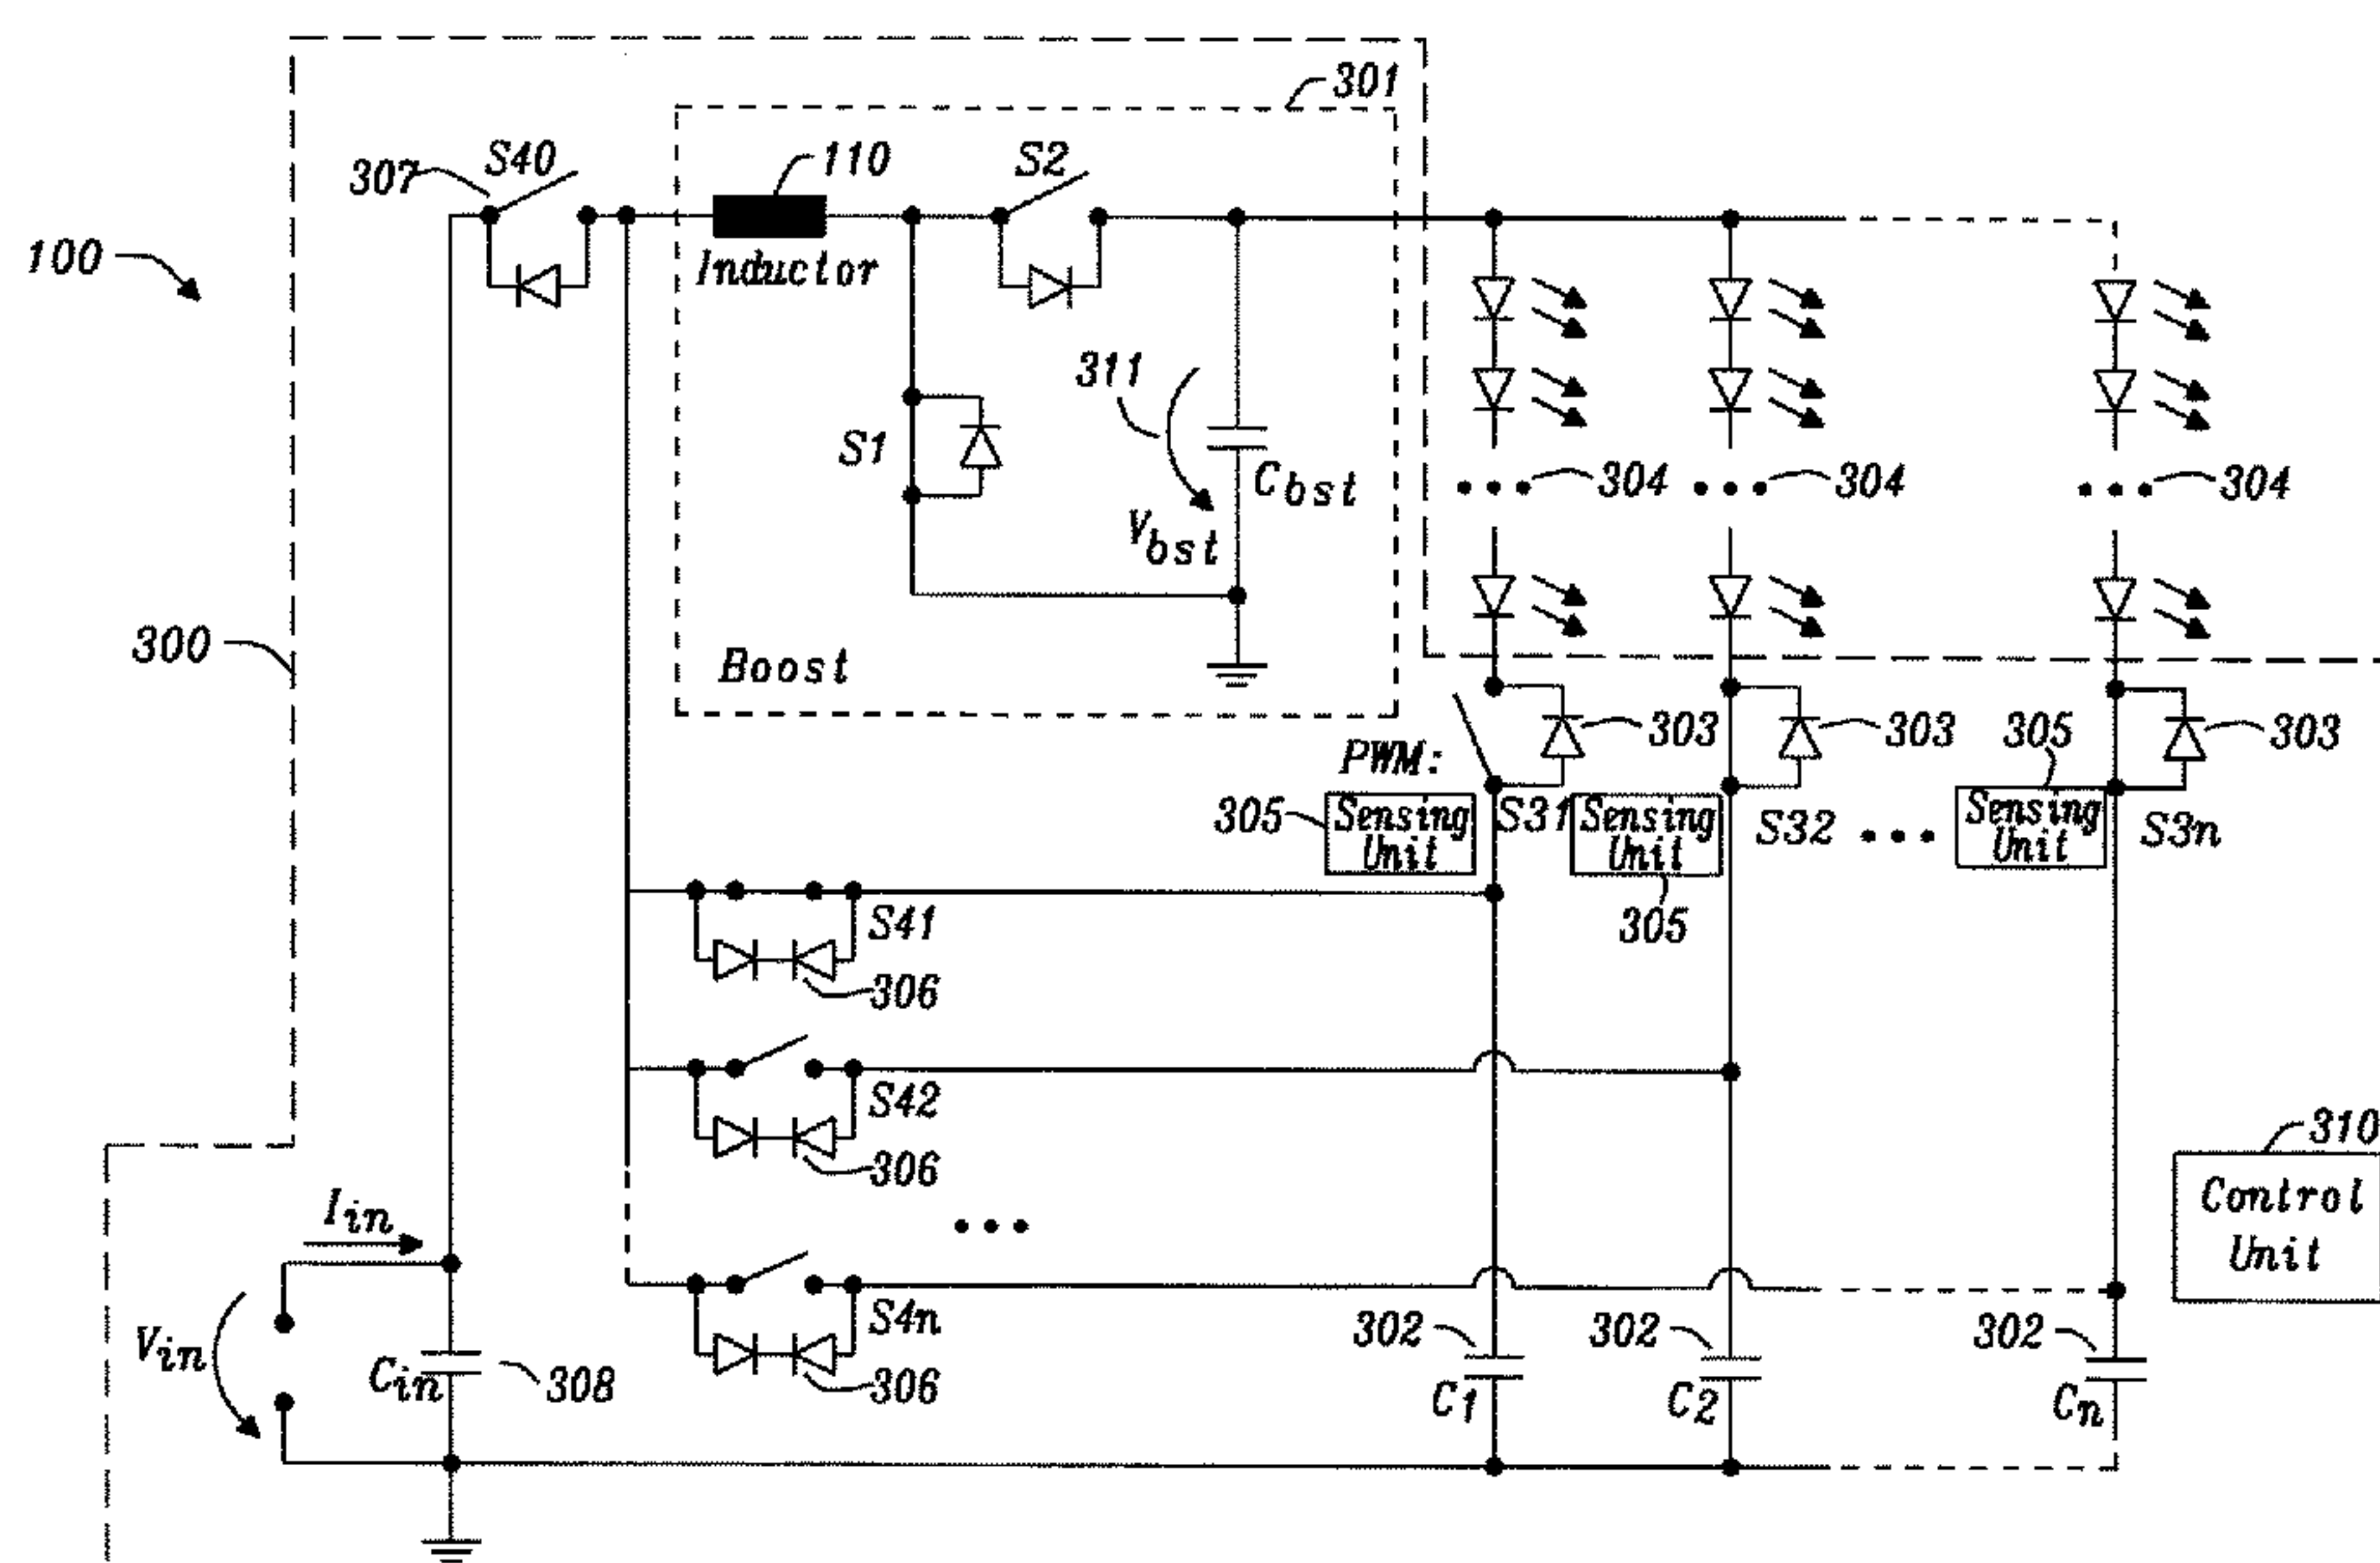 301
307
S40
110
S2
100
Inductor
311
S1
Cbst
Vbst
304
304
304
300
Boost
303
303
305
303
PWM:
305
Sensing
Unit
S31
Sensing
Unit
S32
Sensing
Unit
S3n
305
S41
306
S42
306
310
Control
Unit
Iin
S4n
306
Vin
Cin
308
302
302
302
C1
C2
Cn